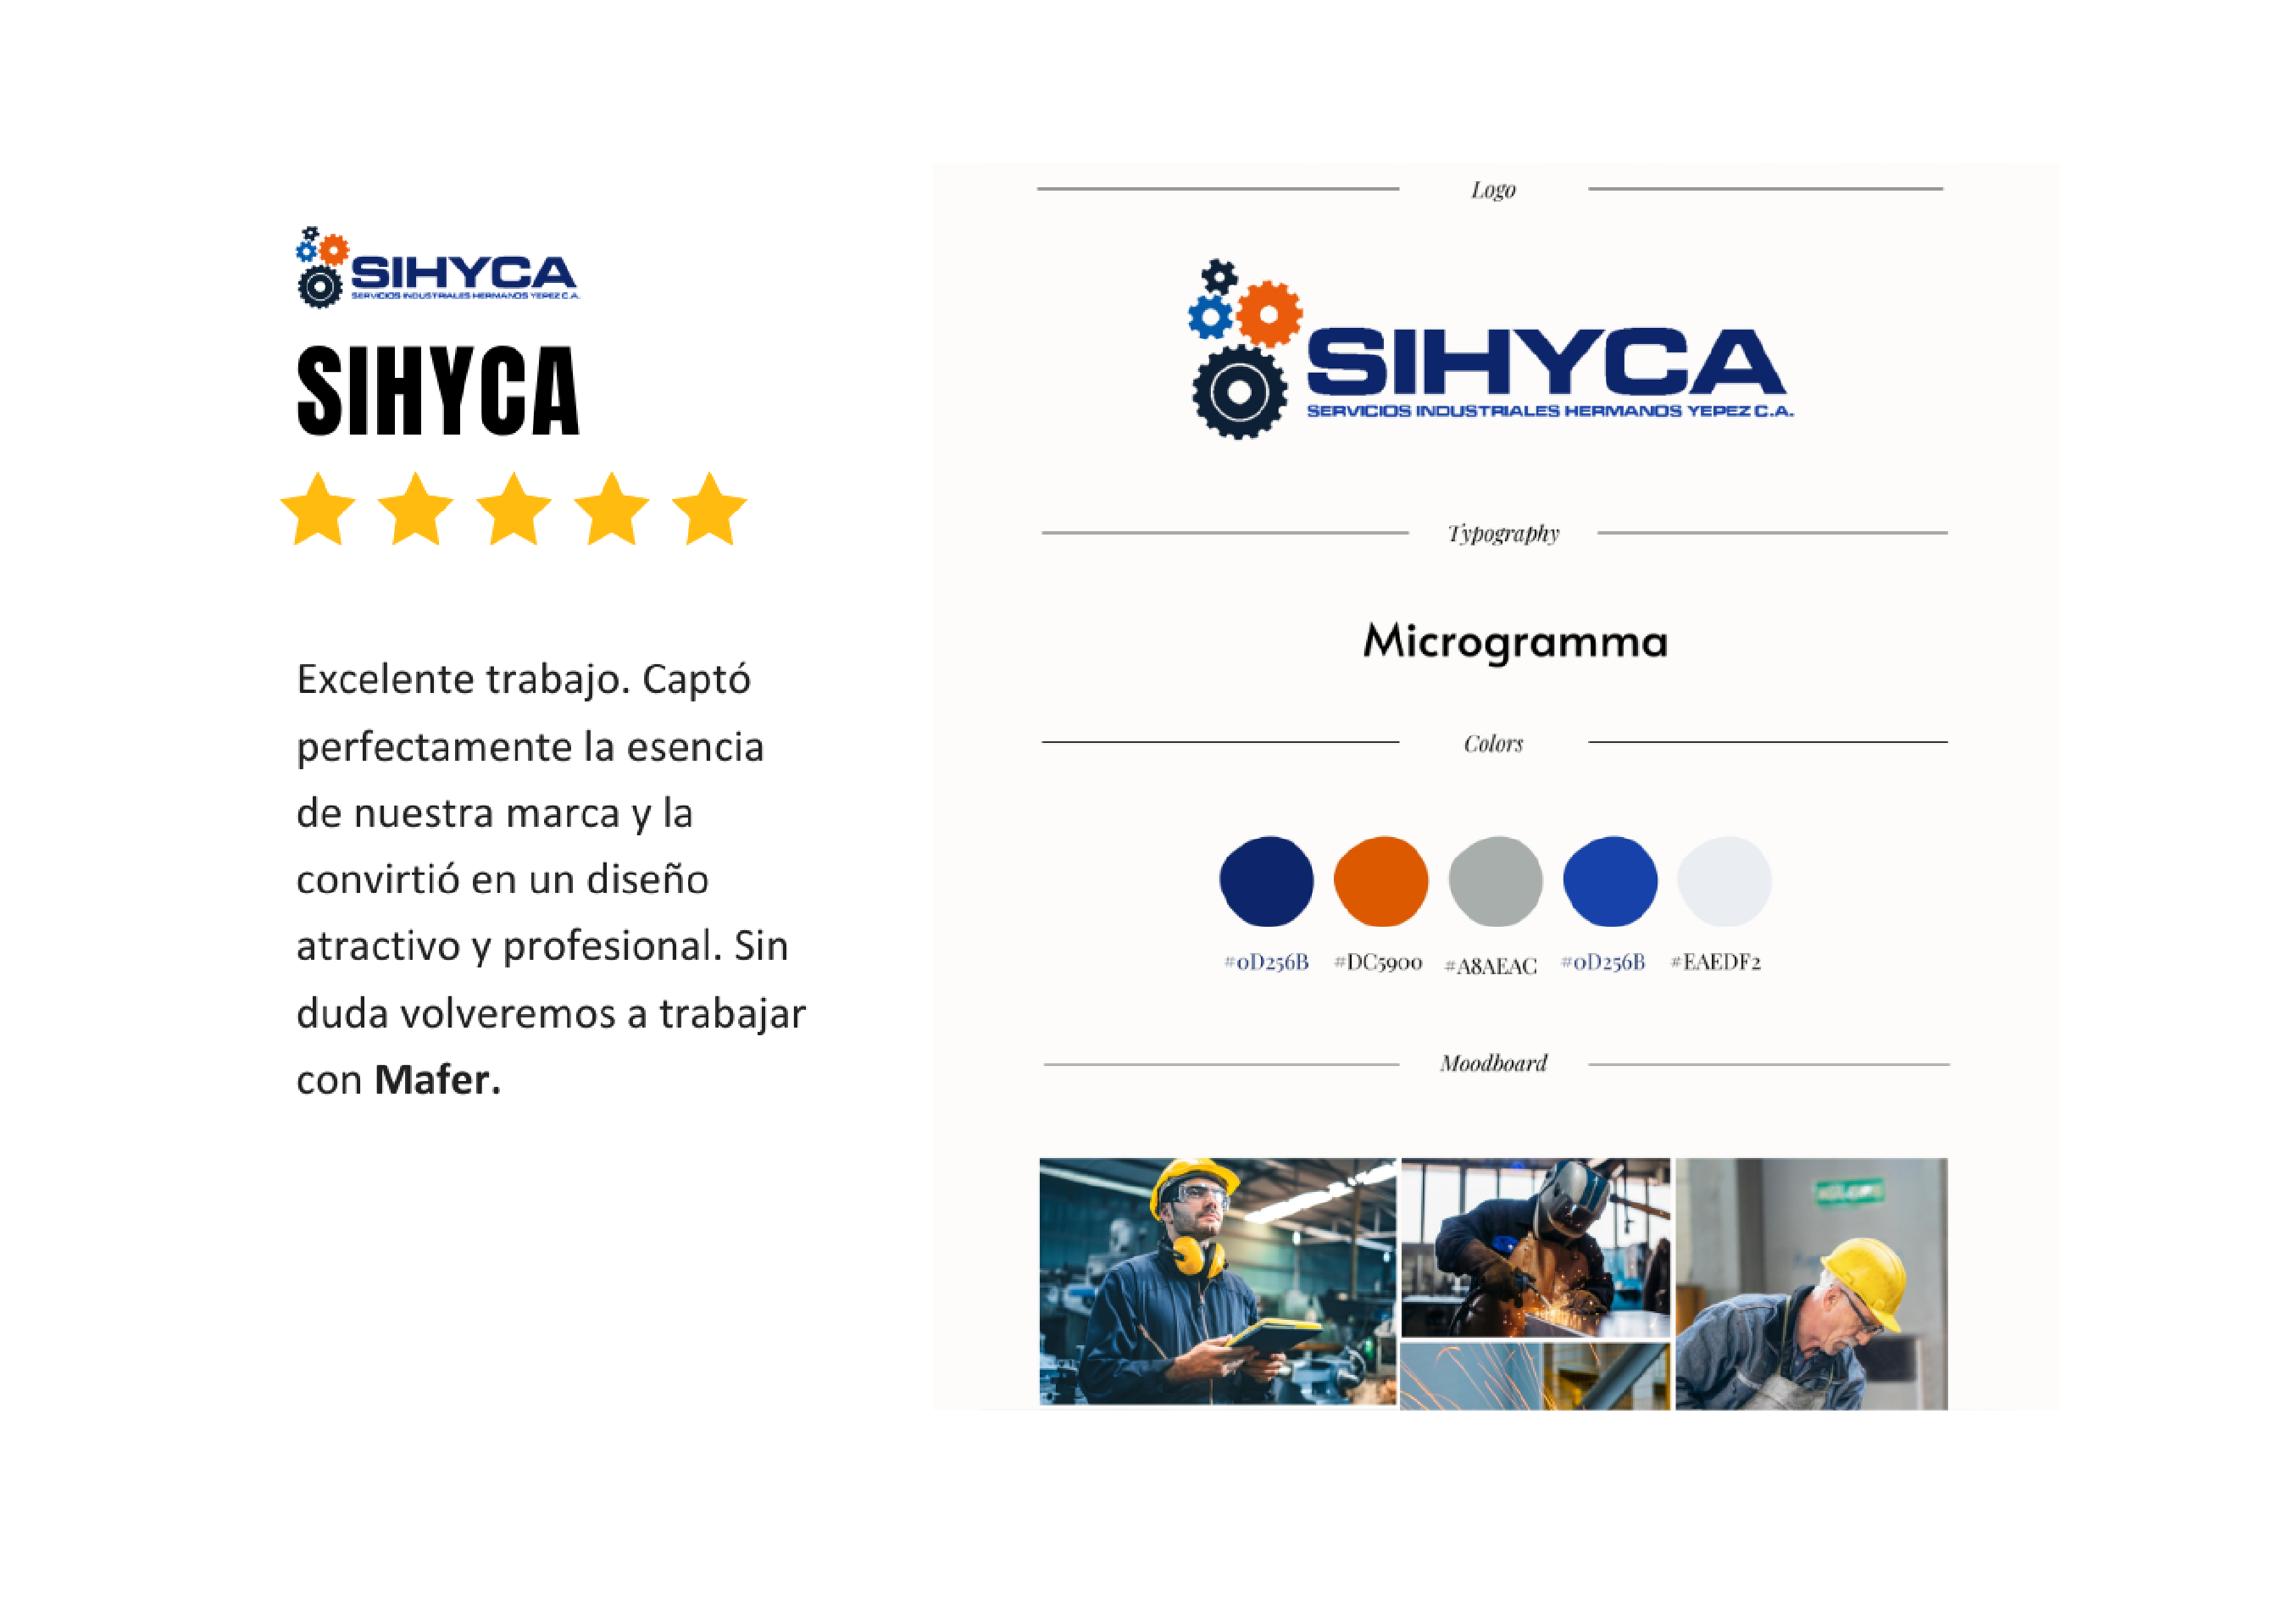 SIHYCA
SERVICIOS INDUSTRIALES HERMANOS YEPEZ C.A.
SIHYCA
Excelente trabajo. Captó
perfectamente la esencia
de nuestra marca y la
convirtió en un diseño
atractivo y profesional. Sin
duda volveremos a trabajar
con Mafer.
Logo
SIHYCA
SERVICIOS INDUSTRIALES HERMANOS YEPEZ C.A.
Typography
Microgramma
Colors
#0D256B #DC5900 #A8AEAC #0D256B #EAEDF2
Moodboard